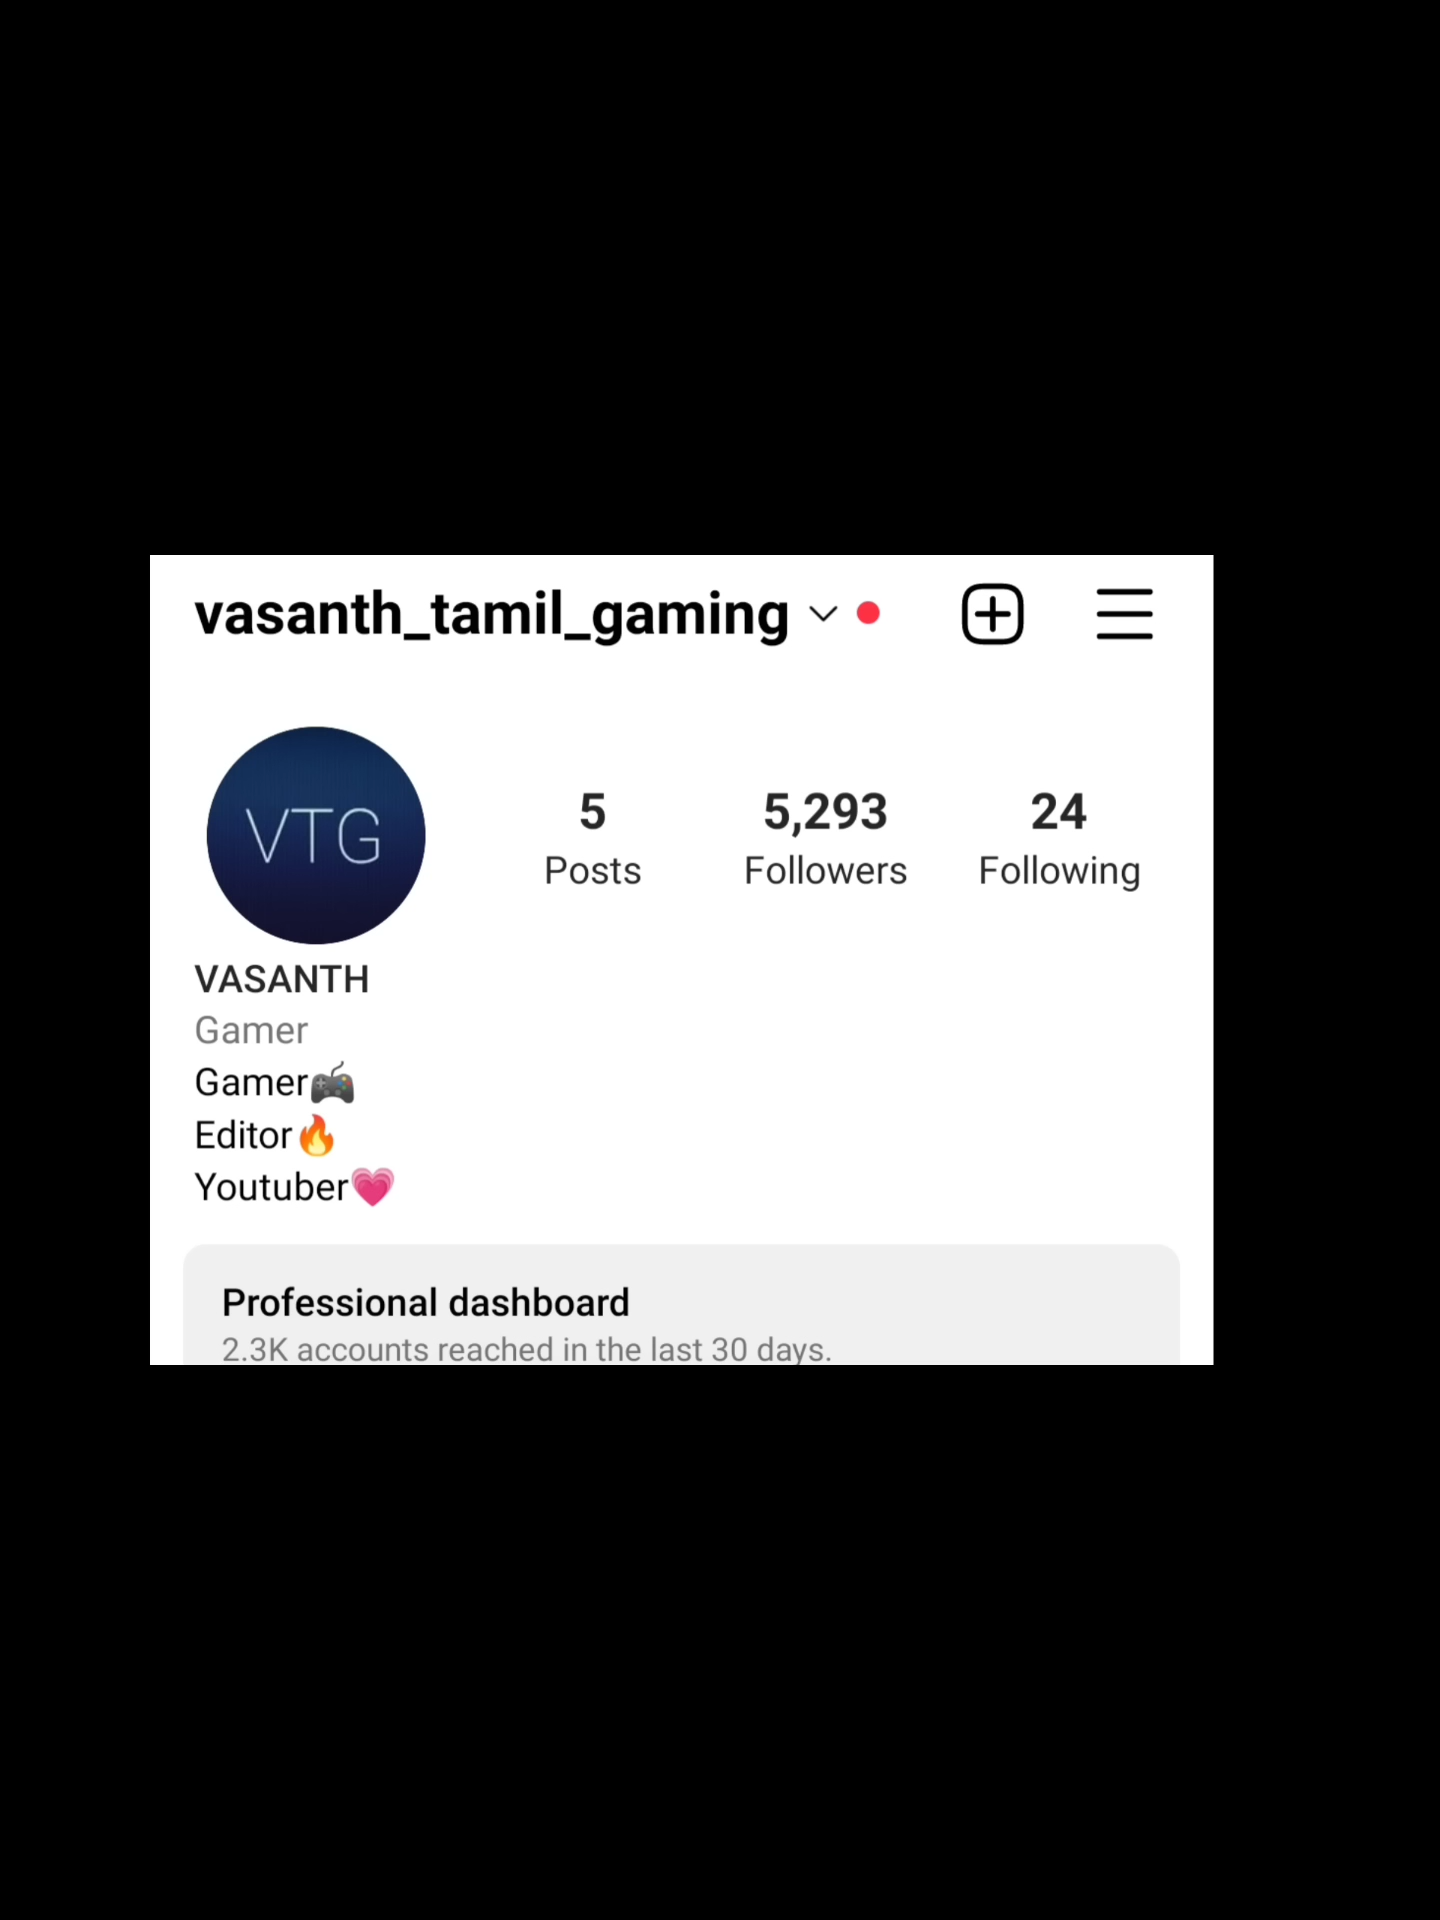 vasanth_tamil_gaming
VTG
5 5,293 24
Posts Followers Following
VASANTH
Gamer
Gamer🎮
Editor🔥
Youtuber💗
Professional dashboard
2.3K accounts reached in the last 30 days.